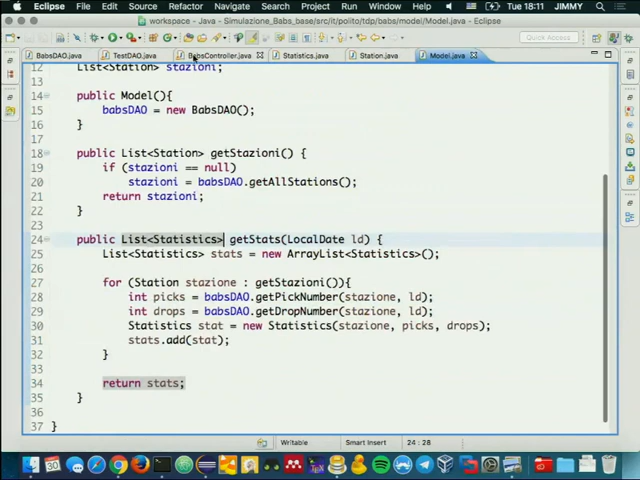 Eclipse File Edit Source Refactor Navigate Search Project Run Window Help Tue 18:11 JIMMY
workspace - Java - Simulazione_Babs_base/src/it/polito/tdp/babs/model/Model.java - Eclipse
Quick Access
BabsDAO.java TestDAO.java BabsController.java Statistics.java Station.java Model.java
12 List<Station> stazioni;
13
14 public Model(){
15 babsDAO = new BabsDAO();
16 }
17
18 public List<Station> getStazioni() {
19 if (stazioni == null)
20 stazioni = babsDAO.getAllStations();
21 return stazioni;
22 }
23
24 public List<Statistics> getStats(LocalDate ld) {
25 List<Statistics> stats = new ArrayList<Statistics>();
26
27 for (Station stazione : getStazioni()){
28 int picks = babsDAO.getPickNumber(stazione, ld);
29 int drops = babsDAO.getDropNumber(stazione, ld);
30 Statistics stat = new Statistics(stazione, picks, drops);
31 stats.add(stat);
32 }
33
34 return stats;
35 }
36
37 }
Writable Smart Insert 24 : 28
30